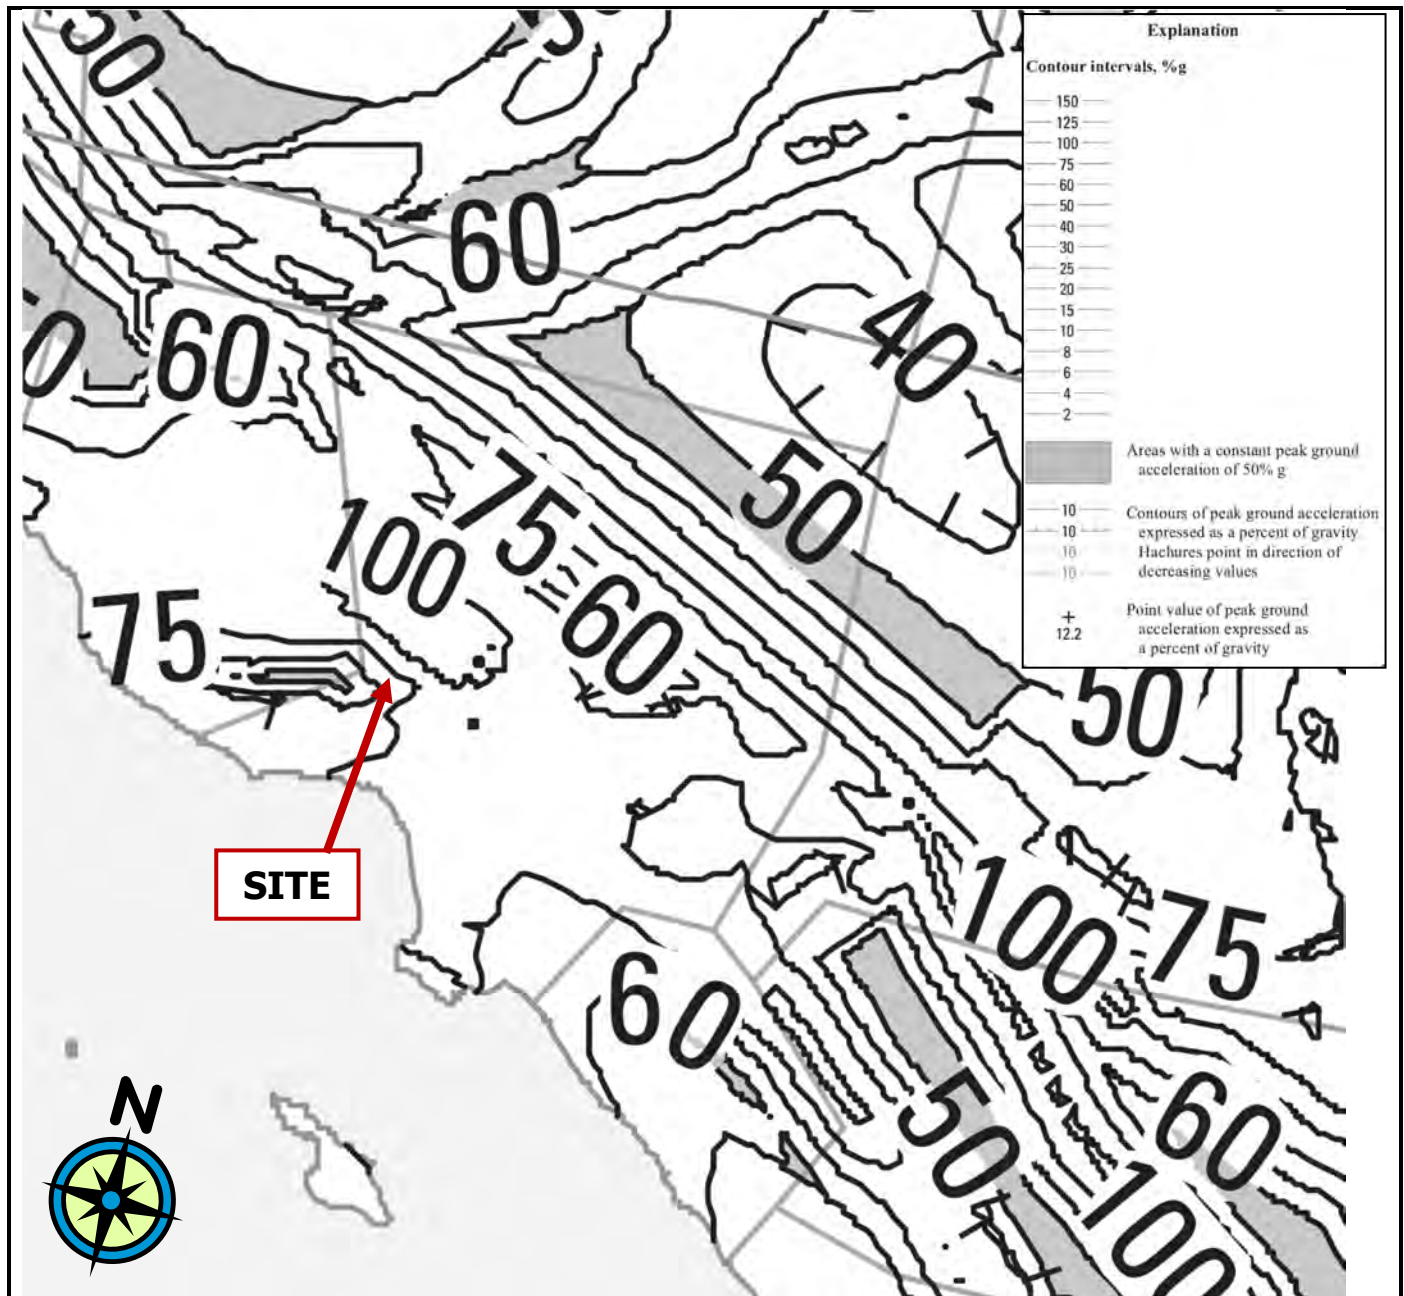 Explanation
Contour intervals, %g
150
125
100
75
60
50
40
30
25
20
15
10
8
6
4
2
Areas with a constant peak ground
acceleration of 50% g
10
10
10
10
Contours of peak ground acceleration
expressed as a percent of gravity
Hachures point in direction of
decreasing values
+
12.2
Point value of peak ground
acceleration expressed as
a percent of gravity
50
60
40
60
50
75
100
60
75
50
SITE
100
75
60
50
60
100
N